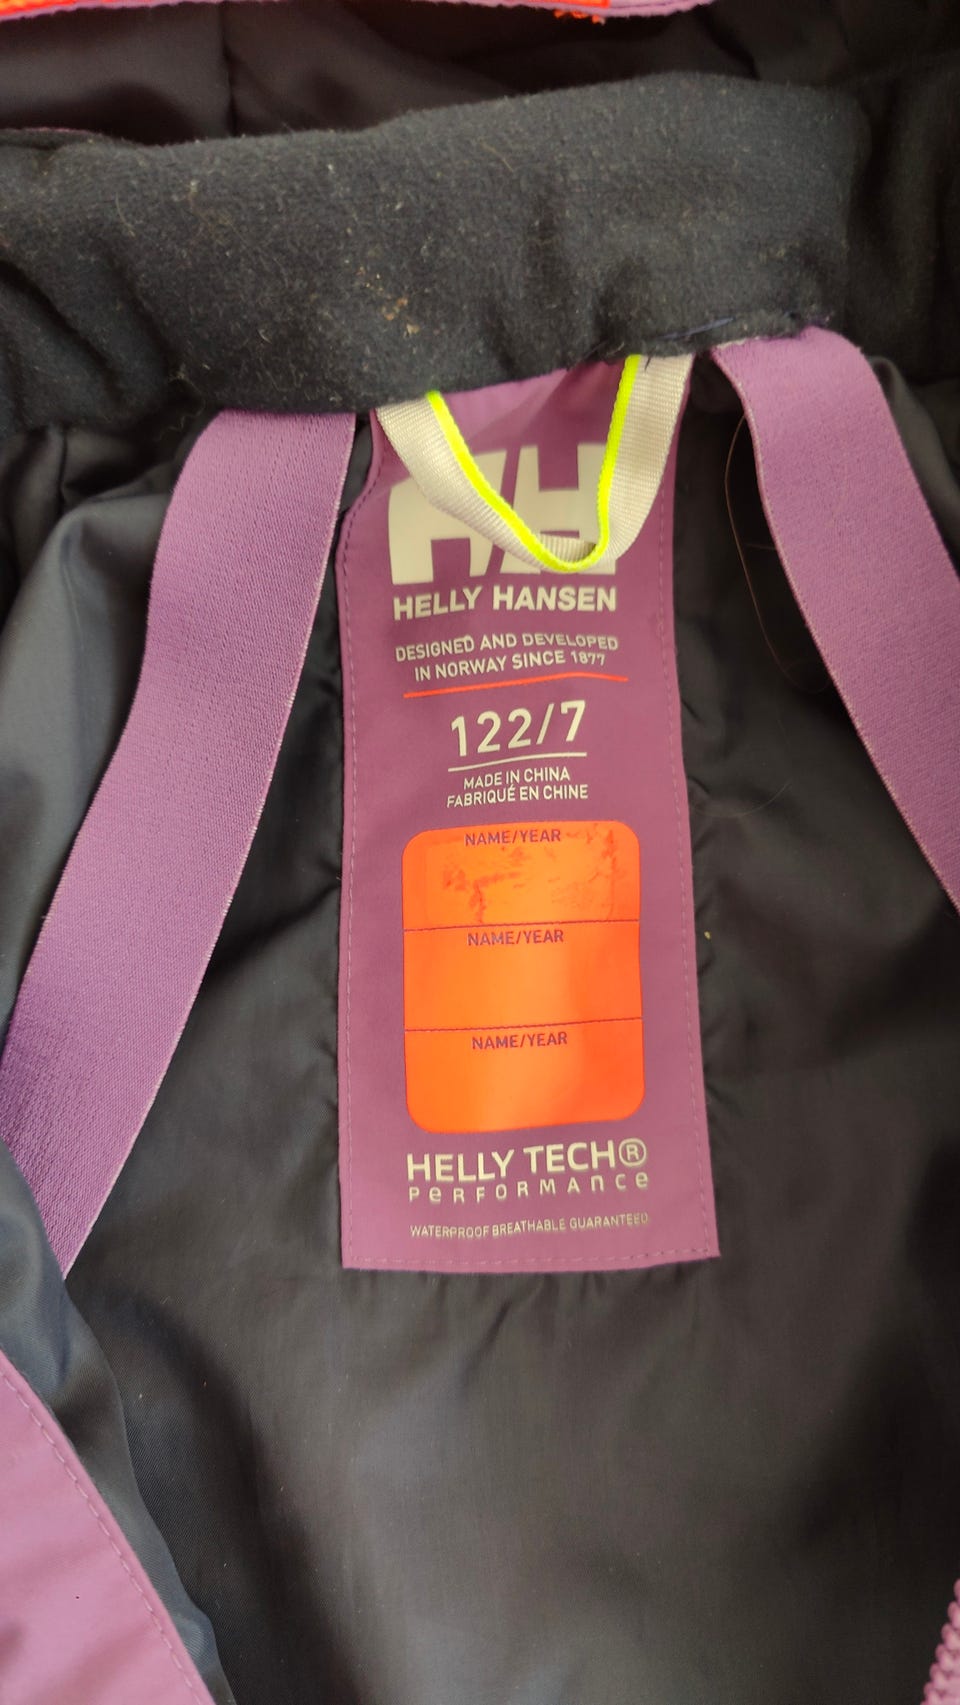 HH
HELLY HANSEN
DESIGNED AND DEVELOPED
IN NORWAY SINCE 1877
122/7
MADE IN CHINA
FABRIQUÉ EN CHINE
NAME/YEAR
NAME/YEAR
NAME/YEAR
HELLY TECH®
PERFORMANCE
WATERPROOF BREATHABLE GUARANTEED